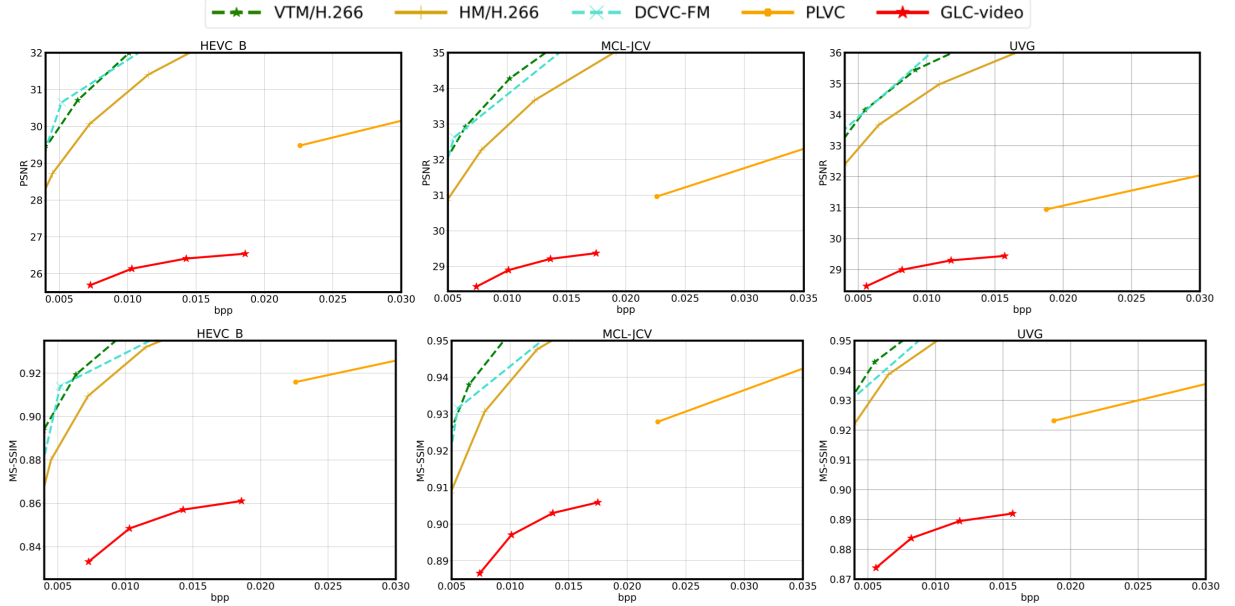 VTM/H.266 HM/H.266 DCVC-FM PLVC GLC-video
HEVC_B MCL-JCV UVG
32
31
30
29
28
27
26
PSNR
0.005 0.010 0.015 0.020 0.025 0.030
bpp
35
34
33
32
31
30
29
PSNR
0.005 0.010 0.015 0.020 0.025 0.030 0.035
bpp
36
35
34
33
32
31
30
29
PSNR
0.005 0.010 0.015 0.020 0.025 0.030
bpp
HEVC_B MCL-JCV UVG
0.92
0.90
0.88
0.86
0.84
MS-SSIM
0.005 0.010 0.015 0.020 0.025 0.030
bpp
0.95
0.94
0.93
0.92
0.91
0.90
0.89
MS-SSIM
0.005 0.010 0.015 0.020 0.025 0.030 0.035
bpp
0.95
0.94
0.93
0.92
0.91
0.90
0.89
0.88
0.87
MS-SSIM
0.005 0.010 0.015 0.020 0.025 0.030
bpp